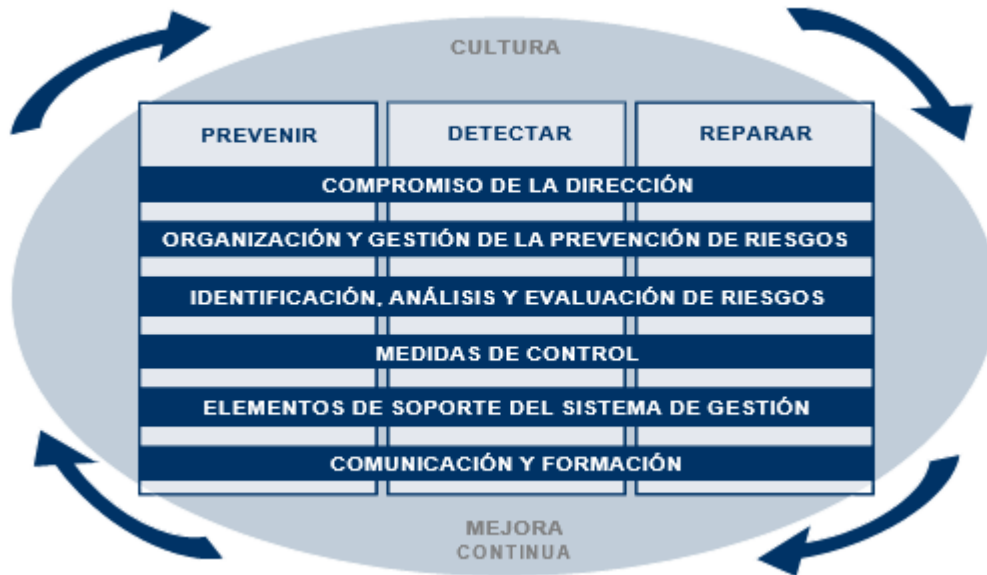 CULTURA
PREVENIR
DETECTAR
REPARAR
COMPROMISO DE LA DIRECCIÓN
ORGANIZACIÓN Y GESTIÓN DE LA PREVENCIÓN DE RIESGOS
IDENTIFICACIÓN, ANÁLISIS Y EVALUACIÓN DE RIESGOS
MEDIDAS DE CONTROL
ELEMENTOS DE SOPORTE DEL SISTEMA DE GESTIÓN
COMUNICACIÓN Y FORMACIÓN
MEJORA
CONTINUA